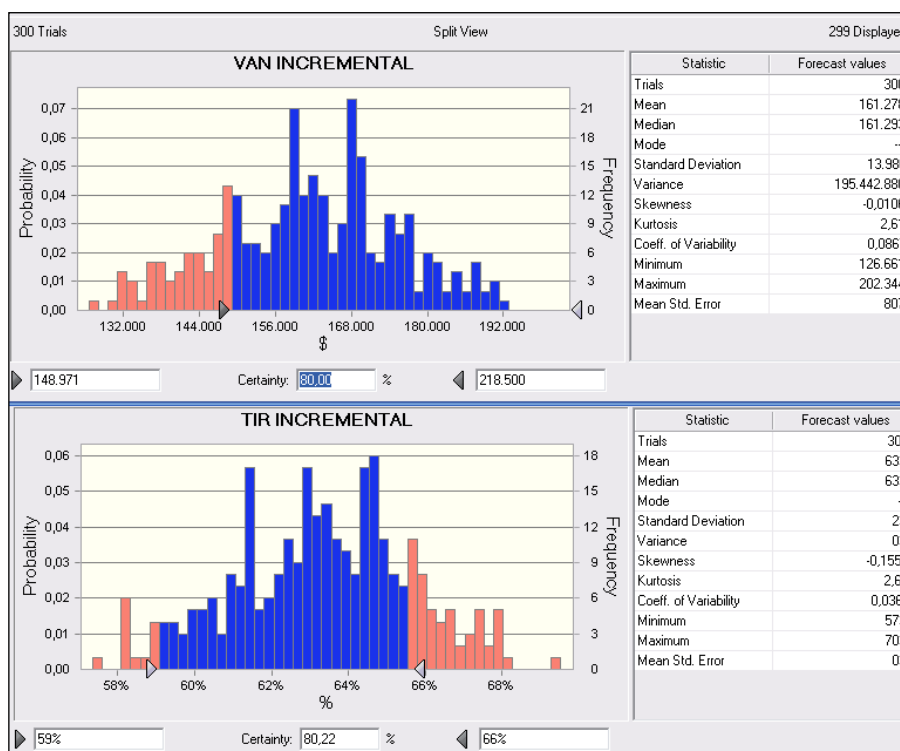 300 Trials Split View 299 Displaye
VAN INCREMENTAL
Probability
0,07
0,06
0,05
0,04
0,03
0,02
0,01
0,00
21
18
15
12
9
6
3
0
Frequency
132.000 144.000 156.000 168.000 180.000 192.000
$
Statistic Forecast values
Trials 300
Mean 161.278
Median 161.293
Mode --
Standard Deviation 13.980
Variance 195.442.880
Skewness -0,0100
Kurtosis 2,61
Coeff. of Variability 0,086
Minimum 126.661
Maximum 202.344
Mean Std. Error 807
148.971 Certainty: 80,00 % 218.500
TIR INCREMENTAL
Probability
0,06
0,05
0,04
0,03
0,02
0,01
0,00
18
15
12
9
6
3
0
Frequency
58% 60% 62% 64% 66% 68%
%
Statistic Forecast values
Trials 30
Mean 63
Median 63
Mode -
Standard Deviation 2
Variance 0
Skewness -0,155
Kurtosis 2,6
Coeff. of Variability 0,036
Minimum 57
Maximum 70
Mean Std. Error 0
59% Certainty: 80,22 % 66%